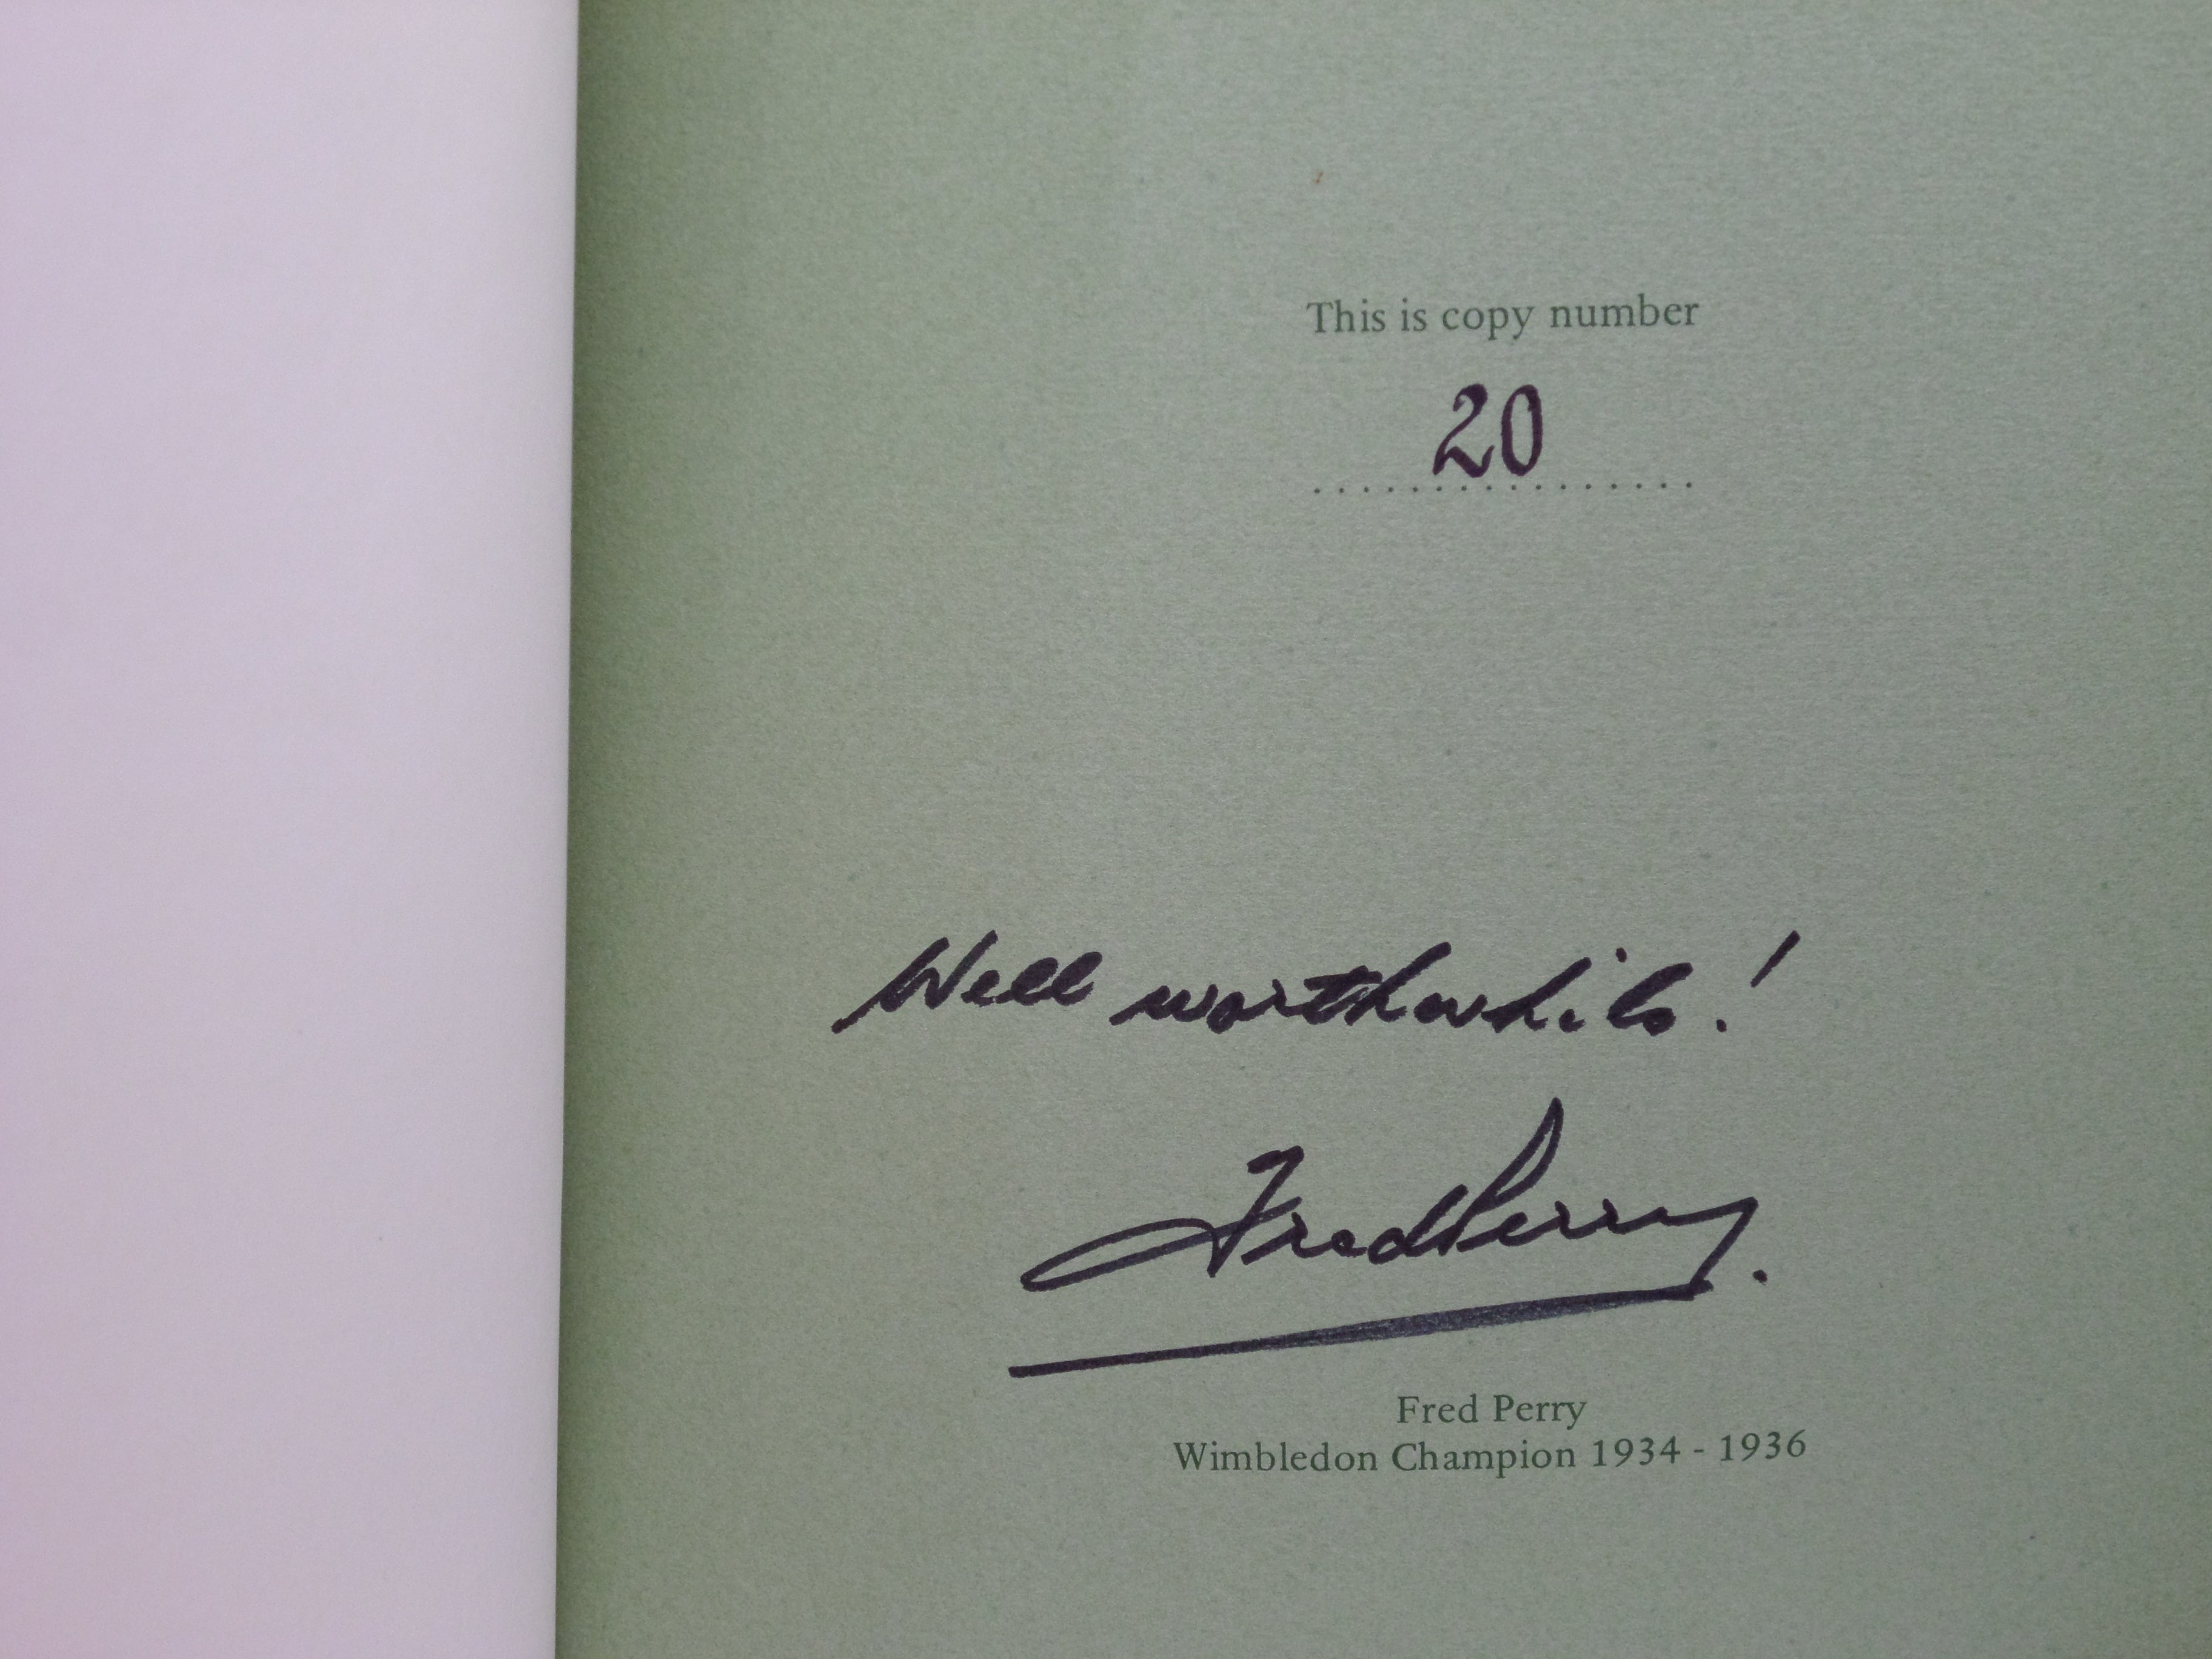 This is copy number
20
................
Well worthwhile!
Fred Perry.
Fred Perry
Wimbledon Champion 1934 - 1936